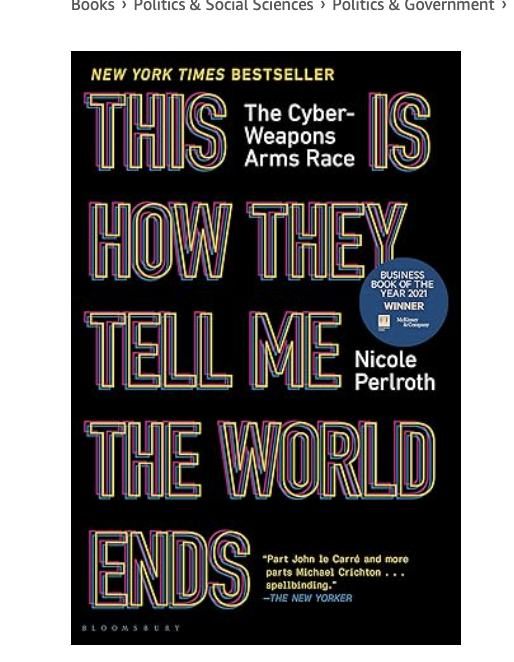 Books › Politics & Social Sciences › Politics & Government ›
NEW YORK TIMES BESTSELLER
THIS
The Cyber-
Weapons
Arms Race
IS
HOW THEY
BUSINESS
BOOK OF THE
YEAR 2021
WINNER
McKinsey
& Company
TELL ME
Nicole
Perlroth
THE WORLD
ENDS
"Part John le Carré and more
parts Michael Crichton . . .
spellbinding."
—THE NEW YORKER
BLOOMSBURY